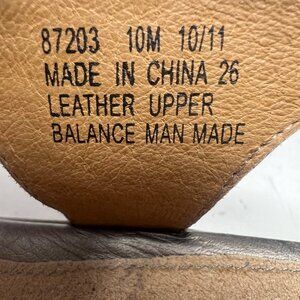 87203 10M 10/11
MADE IN CHINA 26
LEATHER UPPER
BALANCE MAN MADE